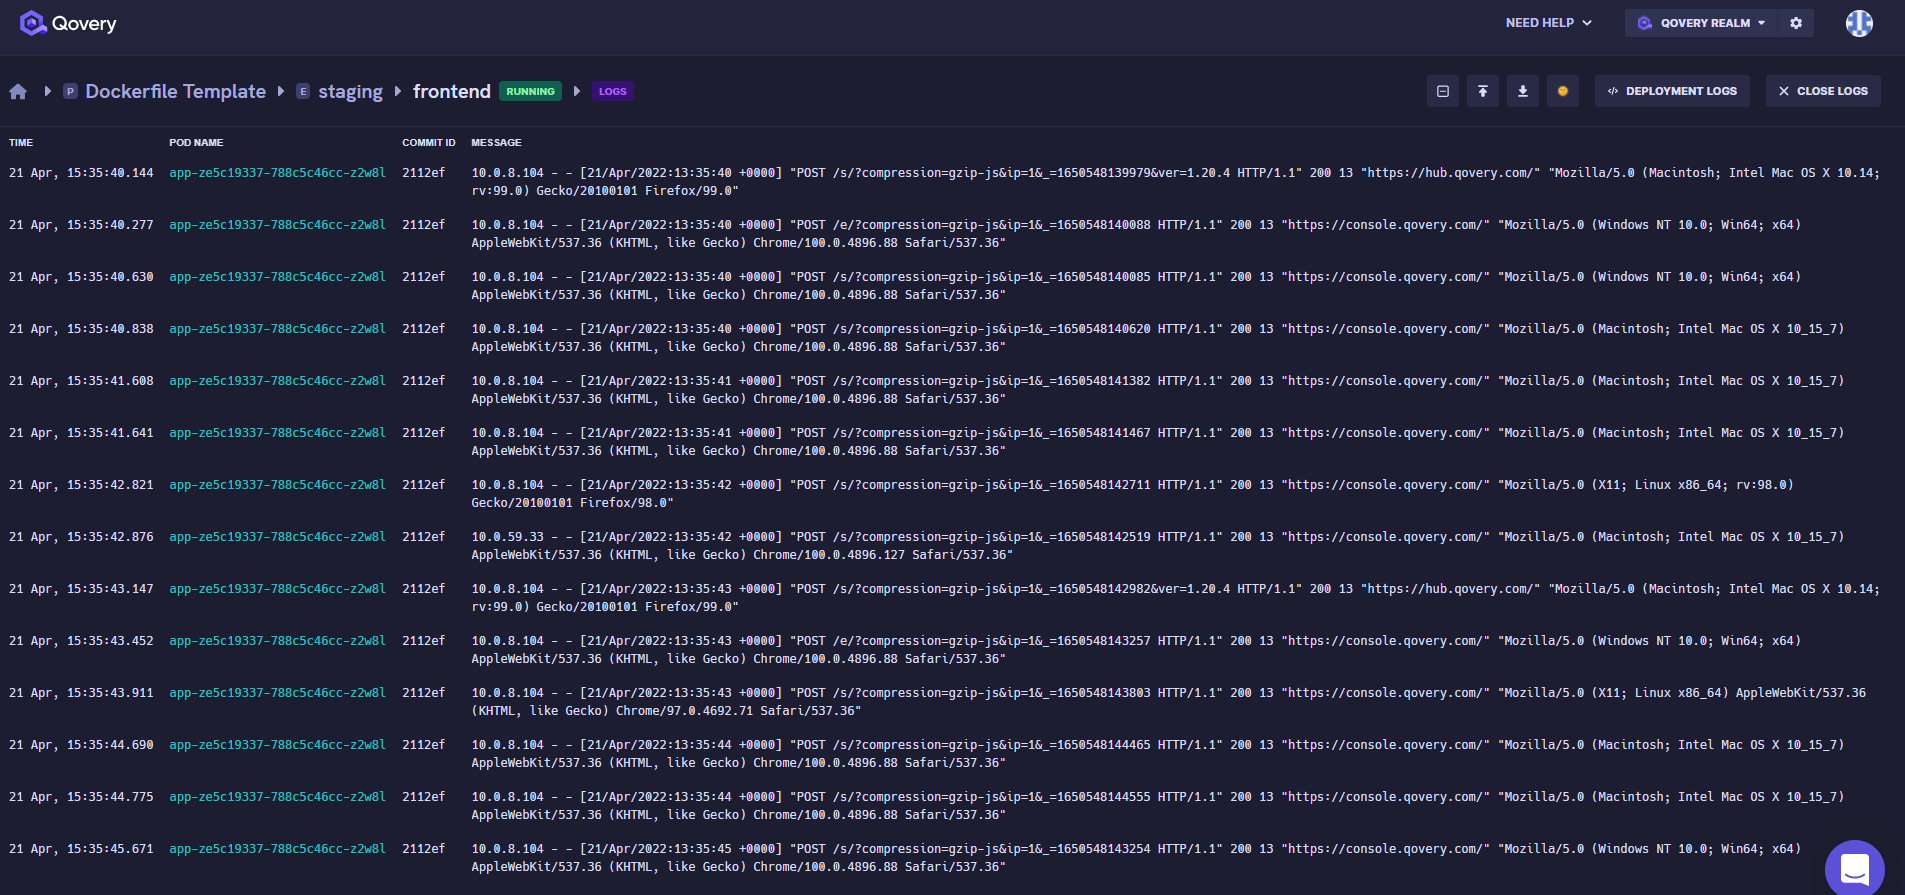 Qovery
NEED HELP
QOVERY REALM
P Dockerfile Template E staging frontend RUNNING LOGS
DEPLOYMENT LOGS
CLOSE LOGS
TIME POD NAME COMMIT ID MESSAGE
21 Apr, 15:35:40.144 app-ze5c19337-788c5c46cc-z2w8l 2112ef 10.0.8.104 - - [21/Apr/2022:13:35:40 +0000] "POST /s/?compression=gzip-js&ip=1&_=1650548139979&ver=1.20.4 HTTP/1.1" 200 13 "https://hub.qovery.com/" "Mozilla/5.0 (Macintosh; Intel Mac OS X 10.14;
rv:99.0) Gecko/20100101 Firefox/99.0"
21 Apr, 15:35:40.277 app-ze5c19337-788c5c46cc-z2w8l 2112ef 10.0.8.104 - - [21/Apr/2022:13:35:40 +0000] "POST /e/?compression=gzip-js&ip=1&_=1650548140088 HTTP/1.1" 200 13 "https://console.qovery.com/" "Mozilla/5.0 (Windows NT 10.0; Win64; x64)
AppleWebKit/537.36 (KHTML, like Gecko) Chrome/100.0.4896.88 Safari/537.36"
21 Apr, 15:35:40.630 app-ze5c19337-788c5c46cc-z2w8l 2112ef 10.0.8.104 - - [21/Apr/2022:13:35:40 +0000] "POST /s/?compression=gzip-js&ip=1&_=1650548140085 HTTP/1.1" 200 13 "https://console.qovery.com/" "Mozilla/5.0 (Windows NT 10.0; Win64; x64)
AppleWebKit/537.36 (KHTML, like Gecko) Chrome/100.0.4896.88 Safari/537.36"
21 Apr, 15:35:40.838 app-ze5c19337-788c5c46cc-z2w8l 2112ef 10.0.8.104 - - [21/Apr/2022:13:35:40 +0000] "POST /s/?compression=gzip-js&ip=1&_=1650548140620 HTTP/1.1" 200 13 "https://console.qovery.com/" "Mozilla/5.0 (Macintosh; Intel Mac OS X 10_15_7)
AppleWebKit/537.36 (KHTML, like Gecko) Chrome/100.0.4896.88 Safari/537.36"
21 Apr, 15:35:41.608 app-ze5c19337-788c5c46cc-z2w8l 2112ef 10.0.8.104 - - [21/Apr/2022:13:35:41 +0000] "POST /s/?compression=gzip-js&ip=1&_=1650548141382 HTTP/1.1" 200 13 "https://console.qovery.com/" "Mozilla/5.0 (Macintosh; Intel Mac OS X 10_15_7)
AppleWebKit/537.36 (KHTML, like Gecko) Chrome/100.0.4896.88 Safari/537.36"
21 Apr, 15:35:41.641 app-ze5c19337-788c5c46cc-z2w8l 2112ef 10.0.8.104 - - [21/Apr/2022:13:35:41 +0000] "POST /s/?compression=gzip-js&ip=1&_=1650548141467 HTTP/1.1" 200 13 "https://console.qovery.com/" "Mozilla/5.0 (Macintosh; Intel Mac OS X 10_15_7)
AppleWebKit/537.36 (KHTML, like Gecko) Chrome/100.0.4896.88 Safari/537.36"
21 Apr, 15:35:42.821 app-ze5c19337-788c5c46cc-z2w8l 2112ef 10.0.8.104 - - [21/Apr/2022:13:35:42 +0000] "POST /s/?compression=gzip-js&ip=1&_=1650548142711 HTTP/1.1" 200 13 "https://console.qovery.com/" "Mozilla/5.0 (X11; Linux x86_64; rv:98.0)
Gecko/20100101 Firefox/98.0"
21 Apr, 15:35:42.876 app-ze5c19337-788c5c46cc-z2w8l 2112ef 10.0.59.33 - - [21/Apr/2022:13:35:42 +0000] "POST /s/?compression=gzip-js&ip=1&_=1650548142519 HTTP/1.1" 200 13 "https://console.qovery.com/" "Mozilla/5.0 (Macintosh; Intel Mac OS X 10_15_7)
AppleWebKit/537.36 (KHTML, like Gecko) Chrome/100.0.4896.127 Safari/537.36"
21 Apr, 15:35:43.147 app-ze5c19337-788c5c46cc-z2w8l 2112ef 10.0.8.104 - - [21/Apr/2022:13:35:43 +0000] "POST /s/?compression=gzip-js&ip=1&_=1650548142982&ver=1.20.4 HTTP/1.1" 200 13 "https://hub.qovery.com/" "Mozilla/5.0 (Macintosh; Intel Mac OS X 10.14;
rv:99.0) Gecko/20100101 Firefox/99.0"
21 Apr, 15:35:43.452 app-ze5c19337-788c5c46cc-z2w8l 2112ef 10.0.8.104 - - [21/Apr/2022:13:35:43 +0000] "POST /e/?compression=gzip-js&ip=1&_=1650548143257 HTTP/1.1" 200 13 "https://console.qovery.com/" "Mozilla/5.0 (Windows NT 10.0; Win64; x64)
AppleWebKit/537.36 (KHTML, like Gecko) Chrome/100.0.4896.88 Safari/537.36"
21 Apr, 15:35:43.911 app-ze5c19337-788c5c46cc-z2w8l 2112ef 10.0.8.104 - - [21/Apr/2022:13:35:43 +0000] "POST /s/?compression=gzip-js&ip=1&_=1650548143803 HTTP/1.1" 200 13 "https://console.qovery.com/" "Mozilla/5.0 (X11; Linux x86_64) AppleWebKit/537.36
(KHTML, like Gecko) Chrome/97.0.4692.71 Safari/537.36"
21 Apr, 15:35:44.690 app-ze5c19337-788c5c46cc-z2w8l 2112ef 10.0.8.104 - - [21/Apr/2022:13:35:44 +0000] "POST /s/?compression=gzip-js&ip=1&_=1650548144465 HTTP/1.1" 200 13 "https://console.qovery.com/" "Mozilla/5.0 (Macintosh; Intel Mac OS X 10_15_7)
AppleWebKit/537.36 (KHTML, like Gecko) Chrome/100.0.4896.88 Safari/537.36"
21 Apr, 15:35:44.775 app-ze5c19337-788c5c46cc-z2w8l 2112ef 10.0.8.104 - - [21/Apr/2022:13:35:44 +0000] "POST /s/?compression=gzip-js&ip=1&_=1650548144555 HTTP/1.1" 200 13 "https://console.qovery.com/" "Mozilla/5.0 (Macintosh; Intel Mac OS X 10_15_7)
AppleWebKit/537.36 (KHTML, like Gecko) Chrome/100.0.4896.88 Safari/537.36"
21 Apr, 15:35:45.671 app-ze5c19337-788c5c46cc-z2w8l 2112ef 10.0.8.104 - - [21/Apr/2022:13:35:45 +0000] "POST /s/?compression=gzip-js&ip=1&_=1650548143254 HTTP/1.1" 200 13 "https://console.qovery.com/" "Mozilla/5.0 (Windows NT 10.0; Win64; x64)
AppleWebKit/537.36 (KHTML, like Gecko) Chrome/100.0.4896.88 Safari/537.36"